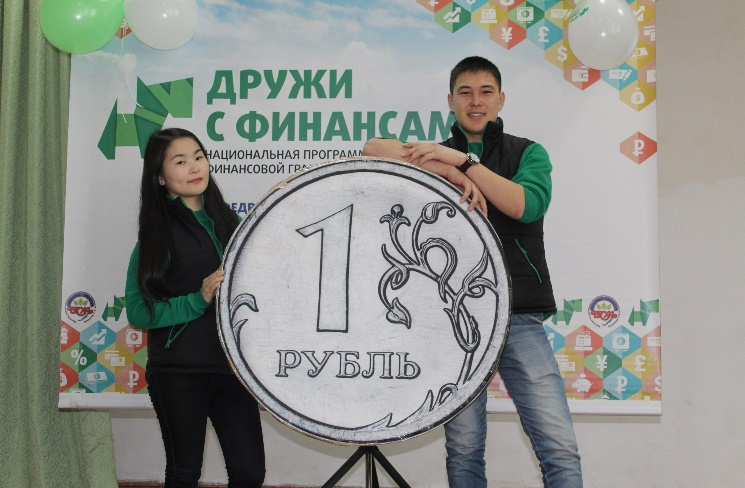 ДРУЖИ
С ФИНАНСАМ
НАЦИОНАЛЬНАЯ ПРОГРАММ
ФИНАНСОВОЙ ГРА
1
РУБЛЬ